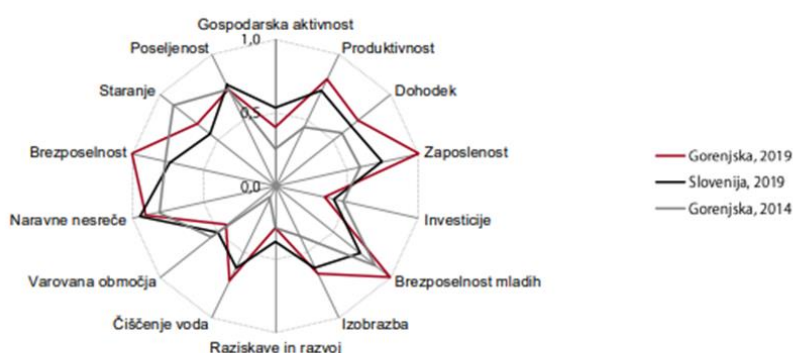 Gospodarska aktivnost
1,0
Produktivnost
Dohodek
Zaposlenost
Investicije
Brezposelnost mladih
Izobrazba
Raziskave in razvoj
Čiščenje voda
Varovana območja
Naravne nesreče
Brezposelnost
Staranje
Poseljenost
0,5
0,0
Gorenjska, 2019
Slovenija, 2019
Gorenjska, 2014